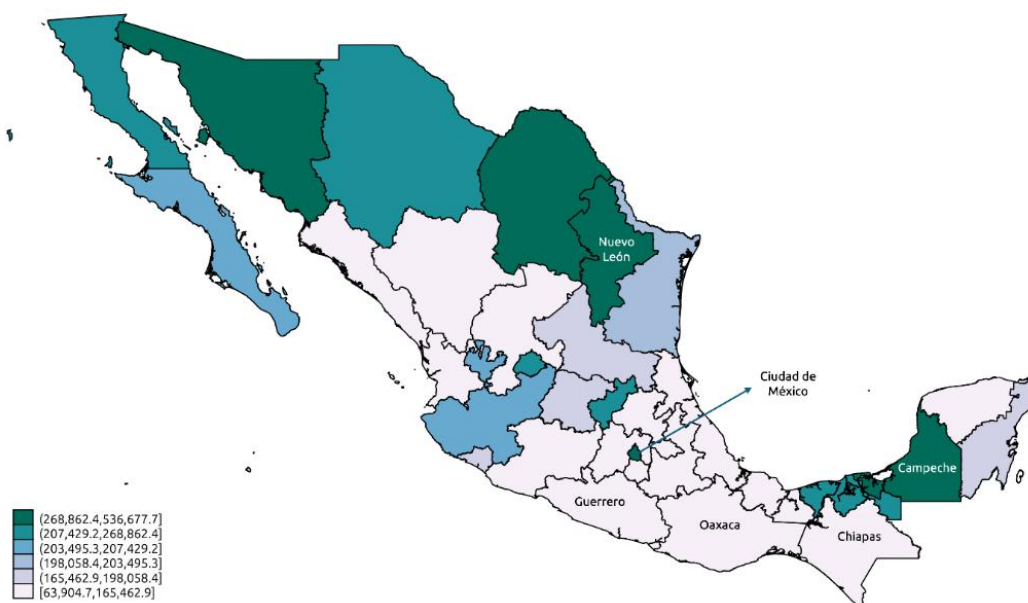 Nuevo
León
Ciudad de
México
Campeche
Guerrero
Oaxaca
Chiapas
(268,862.4,536,677.7]
(207,429.2,268,862.4]
(203,495.3,207,429.2]
(198,058.4,203,495.3]
(165,462.9,198,058.4]
[63,904.7,165,462.9]